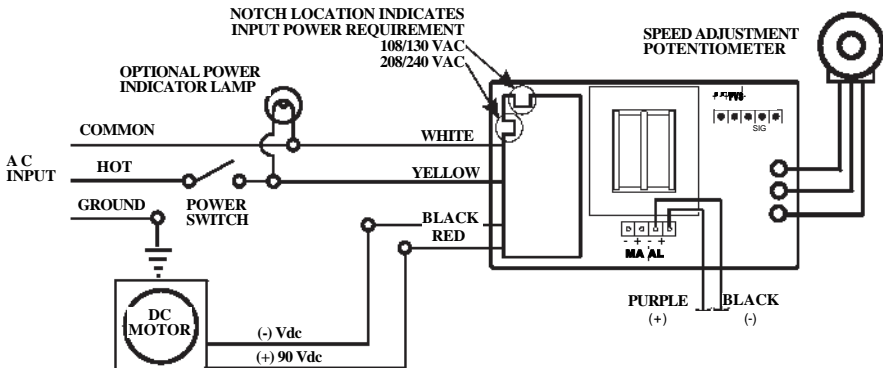 NOTCH LOCATION INDICATES
INPUT POWER REQUIREMENT
108/130 VAC
208/240 VAC
SPEED ADJUSTMENT
POTENTIOMETER
OPTIONAL POWER
INDICATOR LAMP
COMMON
WHITE
SIG
A C
INPUT
HOT
YELLOW
GROUND
POWER
SWITCH
BLACK
RED
- + - +
MA AL
PURPLE
(+)
BLACK
(-)
DC
MOTOR
(-) Vdc
(+) 90 Vdc